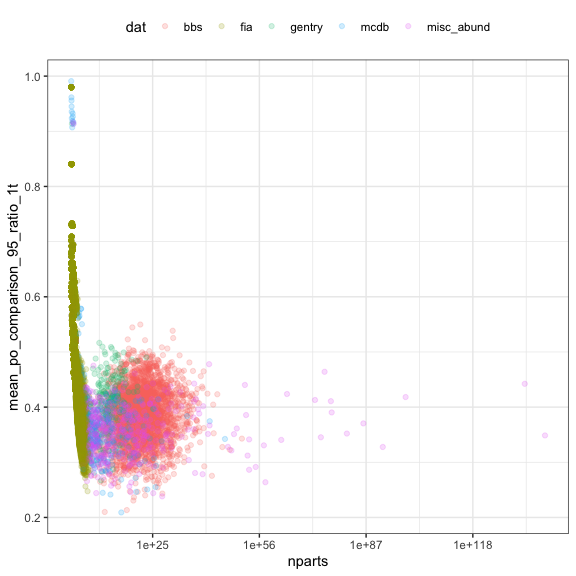 dat bbs fia gentry mcdb misc_abund
mean_po_comparison_95_ratio_1t
1.0
0.8
0.6
0.4
0.2
1e+25 1e+56 1e+87 1e+118
nparts